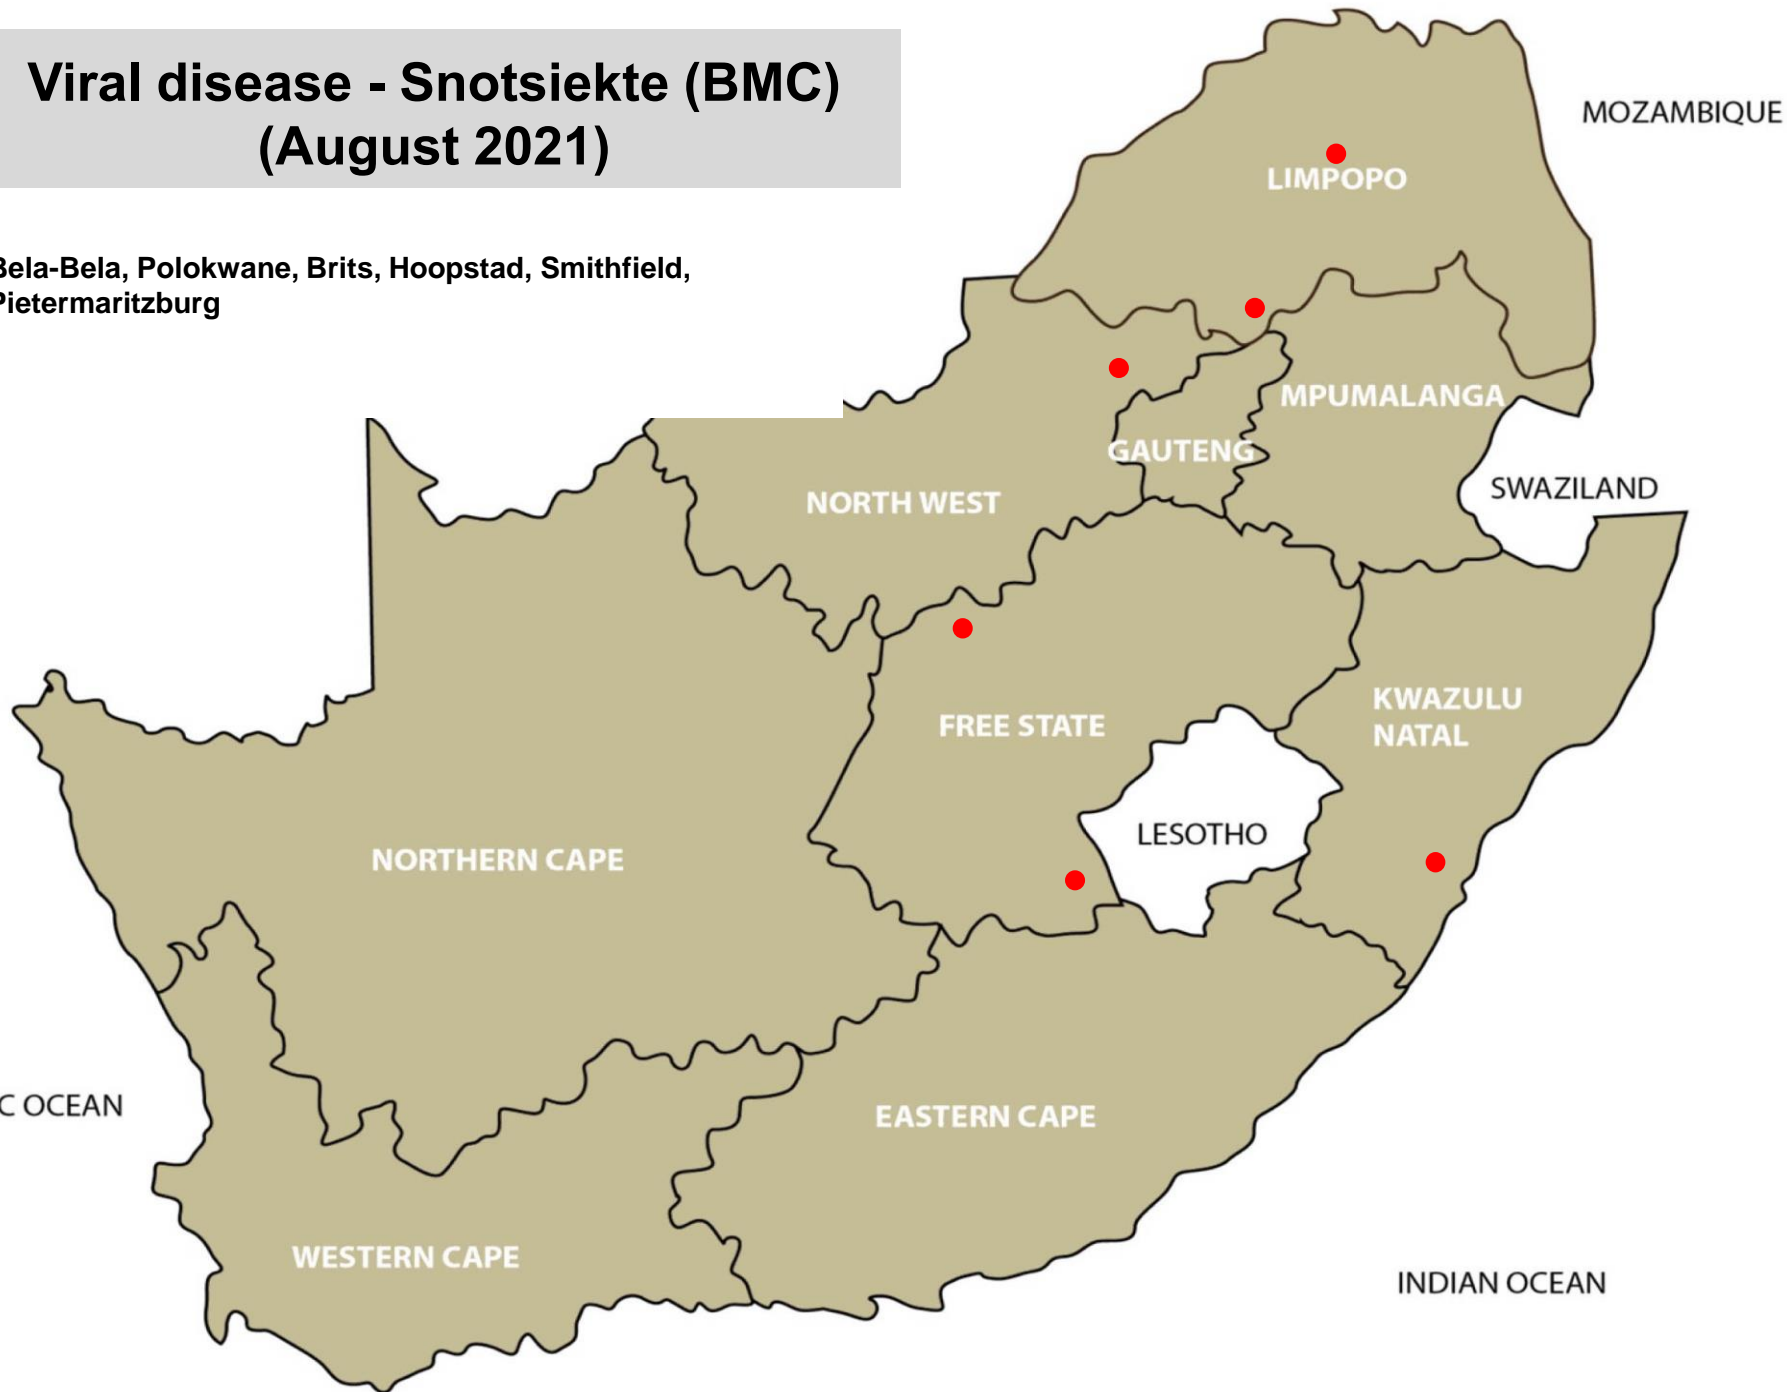 Viral disease - Snotsiekte (BMC)
(August 2021)
Bela-Bela, Polokwane, Brits, Hoopstad, Smithfield,
Pietermaritzburg
MOZAMBIQUE
LIMPOPO
MPUMALANGA
GAUTENG
NORTH WEST
SWAZILAND
KWAZULU
NATAL
FREE STATE
LESOTHO
NORTHERN CAPE
C OCEAN
EASTERN CAPE
WESTERN CAPE
INDIAN OCEAN